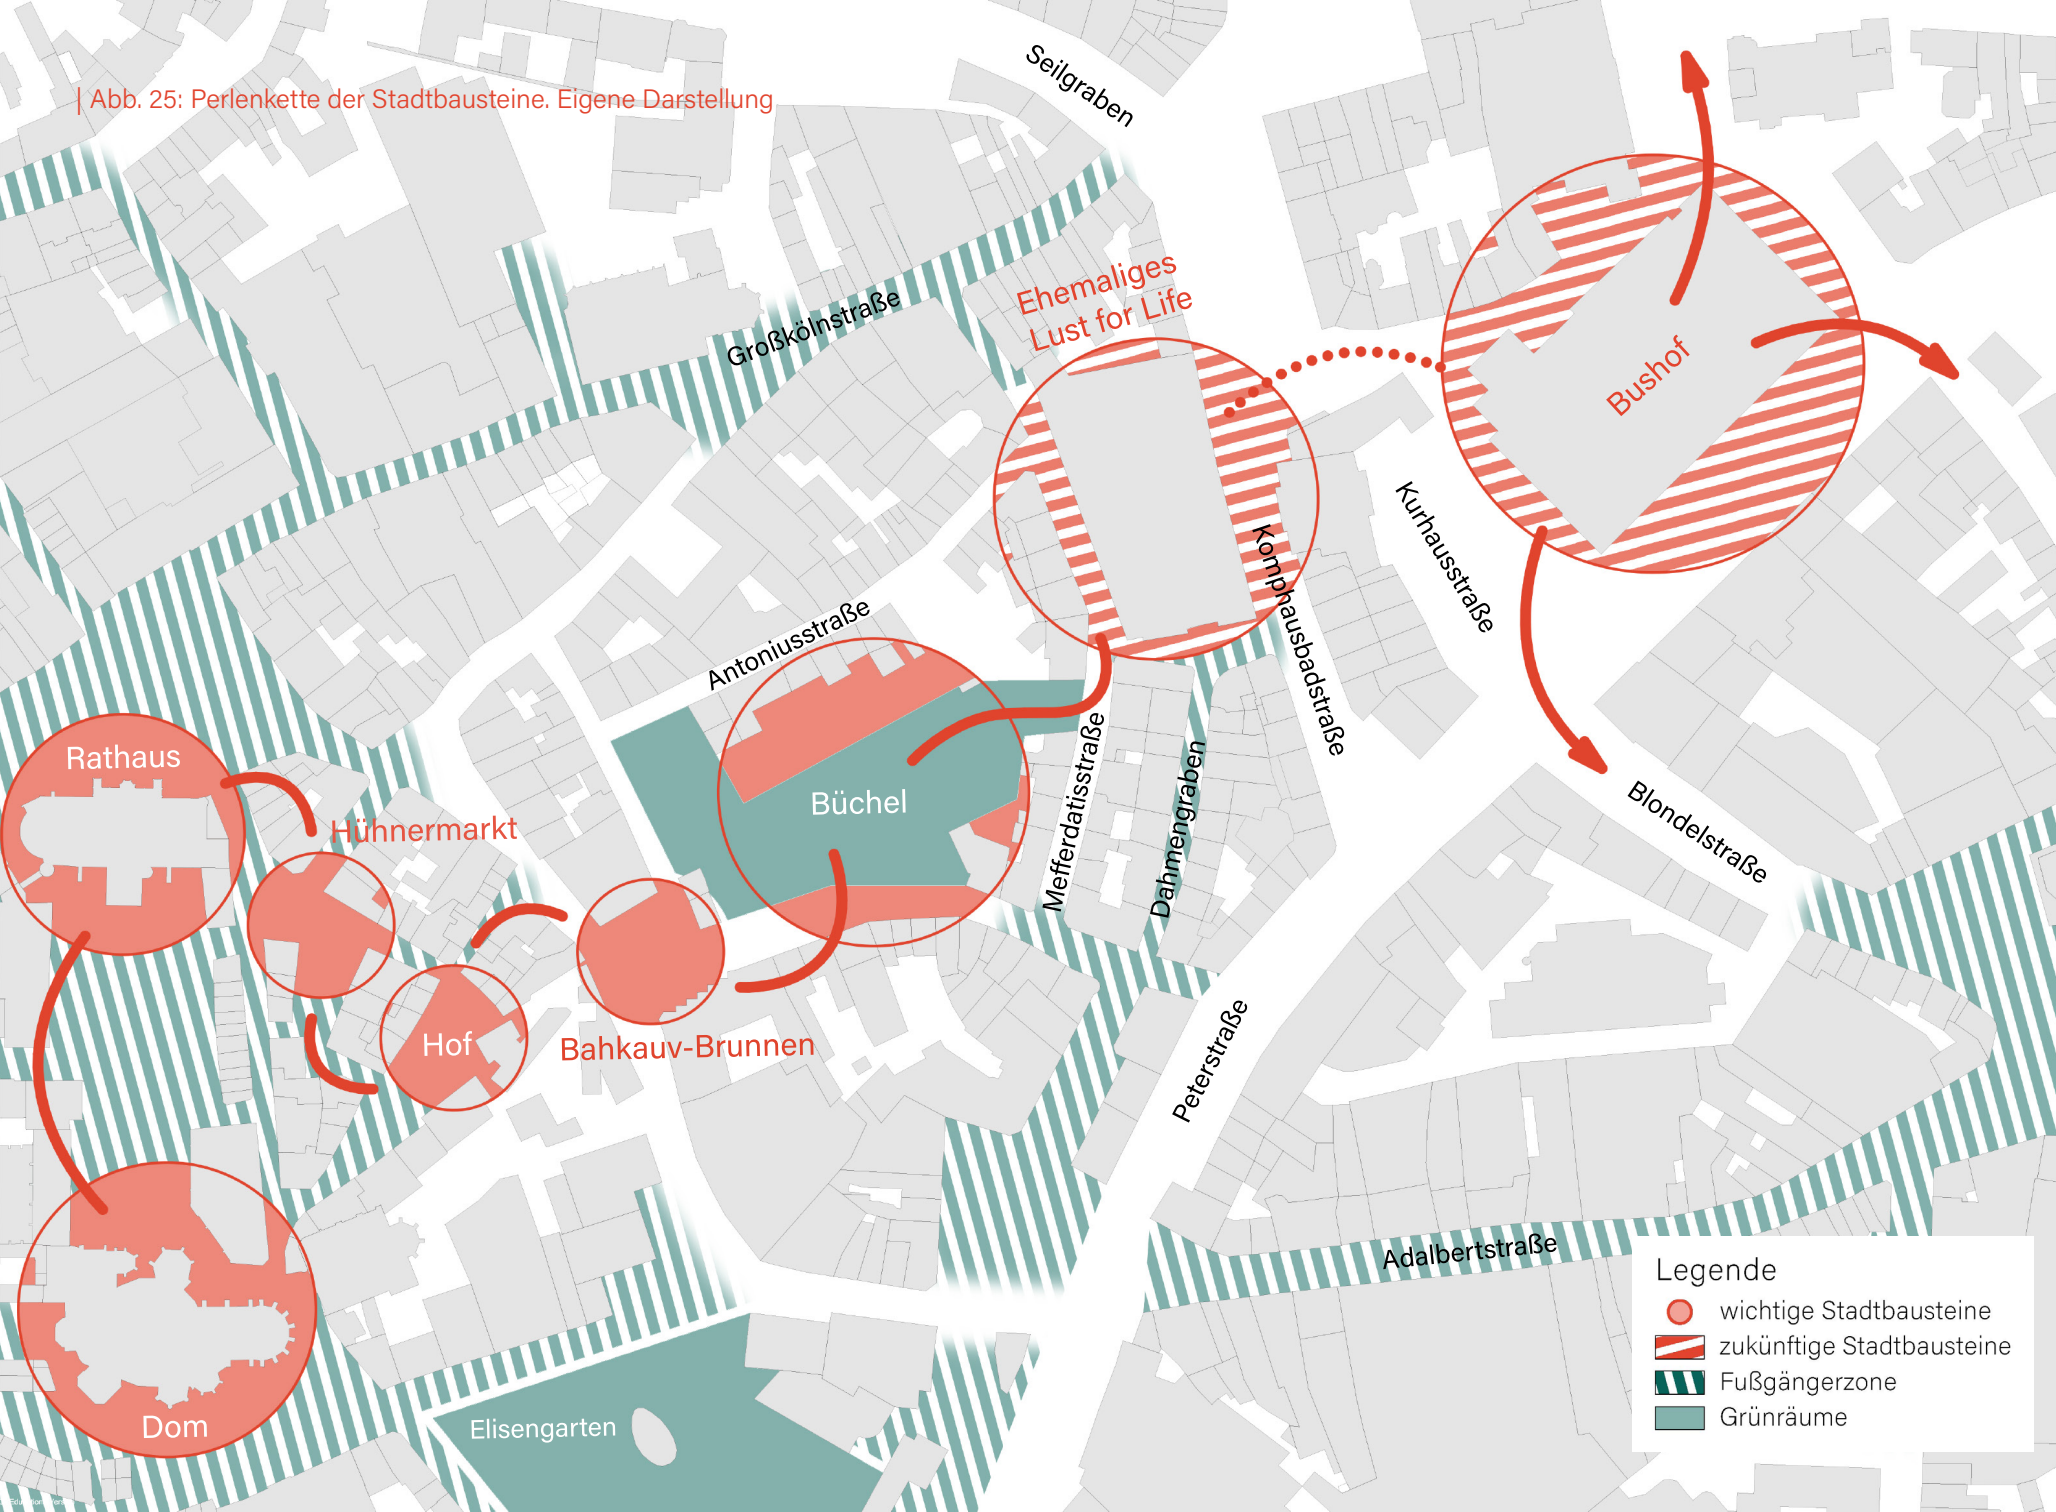 Seilgraben
| Abb. 25: Perlenkette der Stadtbausteine. Eigene Darstellung
Ehemaliges
Lust for Life
Großkölnstraße
Bushof
Kurhausstraße
Komphausbadstraße
Antoniusstraße
Rathaus
Büchel
Hühnermarkt
Mefferdatisstraße
Dahmengraben
Blondelstraße
Hof
Bahkauv-Brunnen
Peterstraße
Adalbertstraße
Dom
Elisengarten
Legende
wichtige Stadtbausteine
zukünftige Stadtbausteine
Fußgängerzone
Grünräume